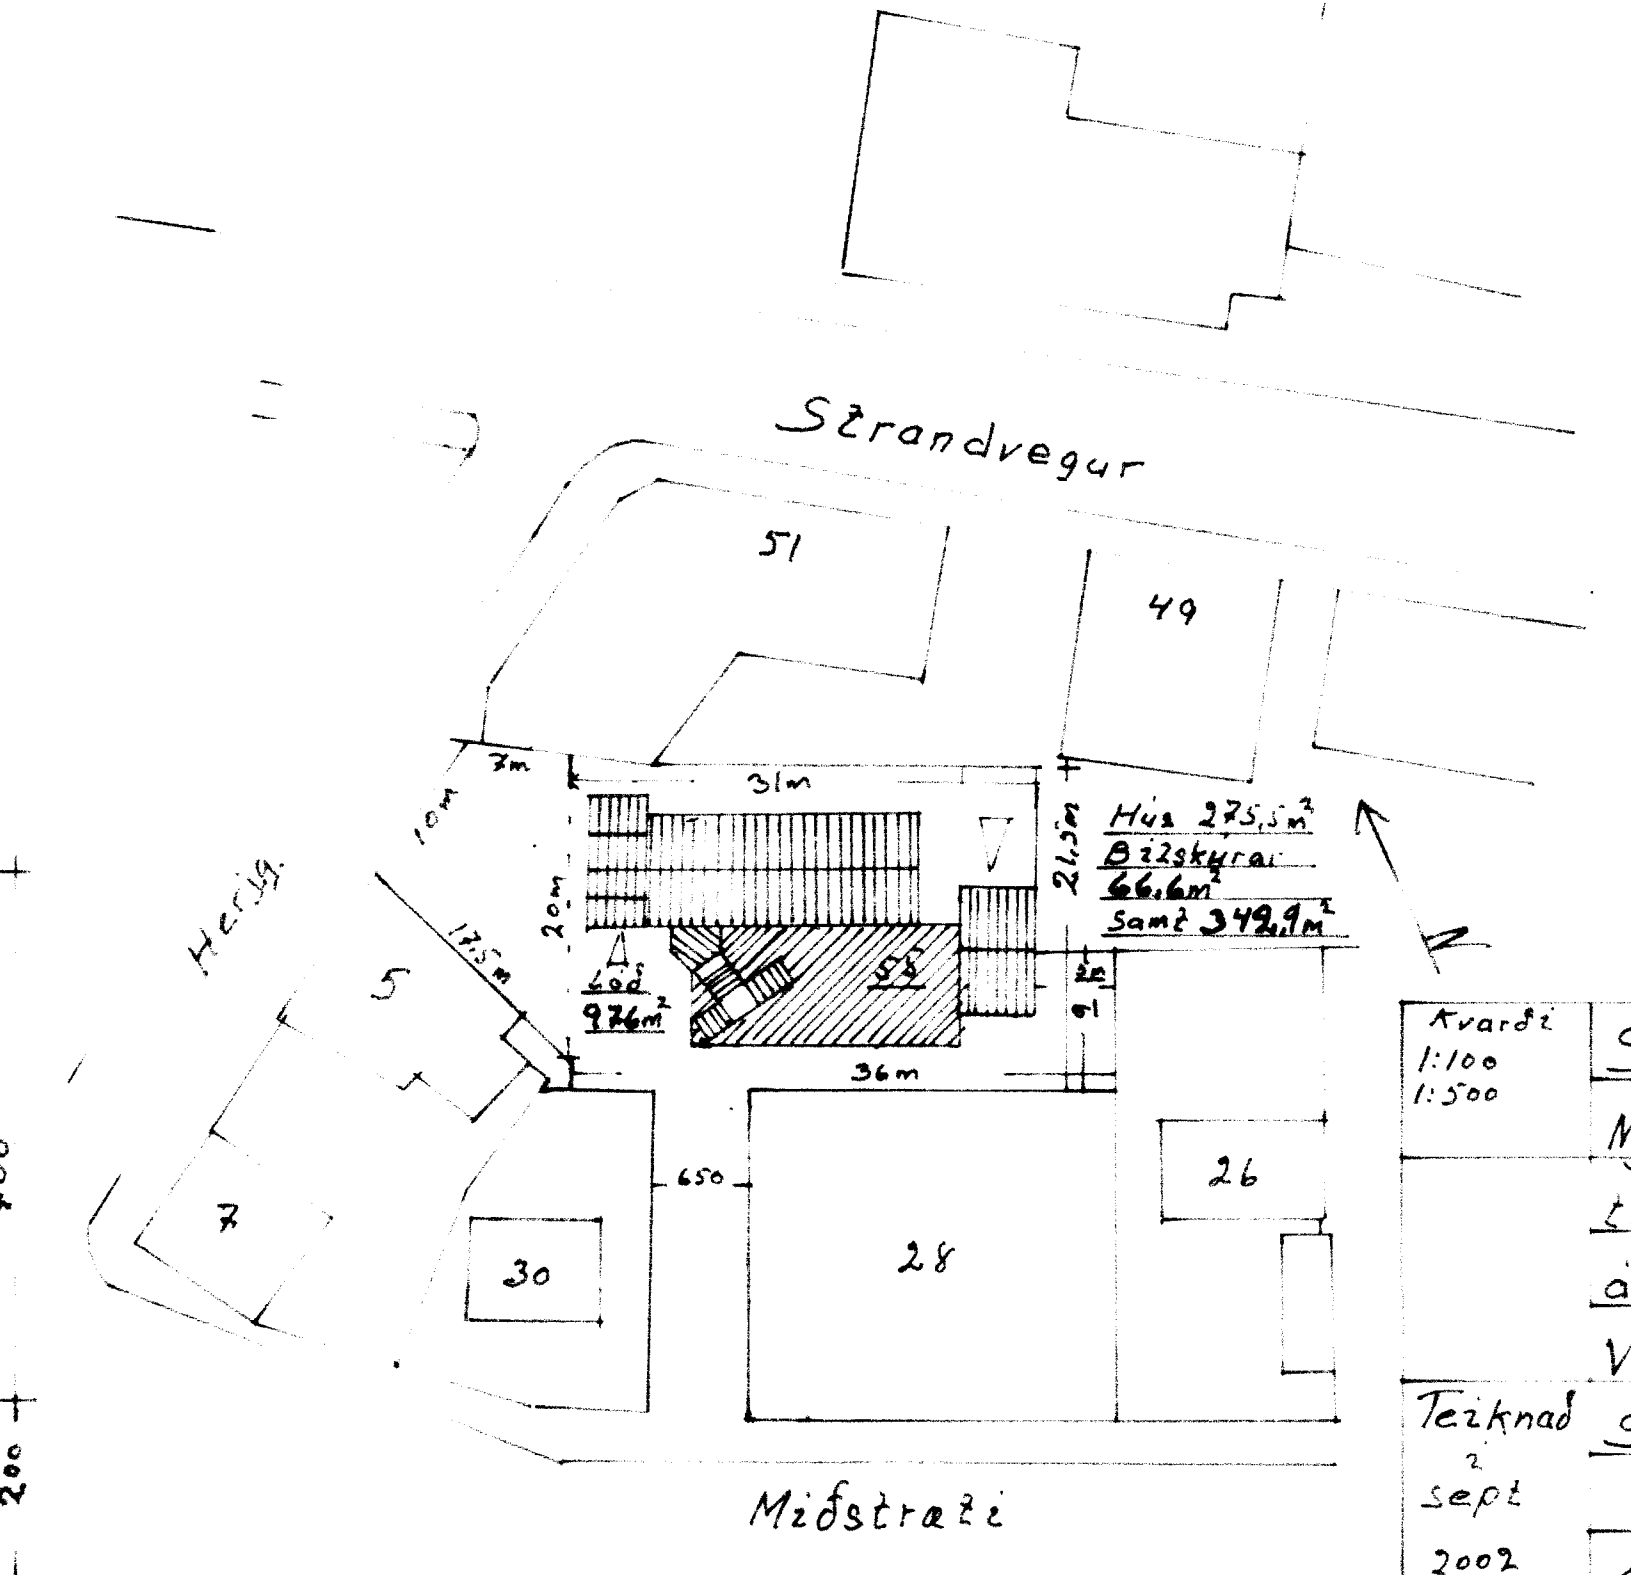 Strandvegur
51
49
7m
31m
10m
20m
21,5m
Hús 275,5m²
Bílskúrar
66,6m²
Samt 342,1m²
Herjg.
17,5m
5
Lóð
976m²
58
N
36m
650
7
30
28
26
Miðstræti
200
Kvarði
1:100
1:500
Teiknað
í
sept
2002